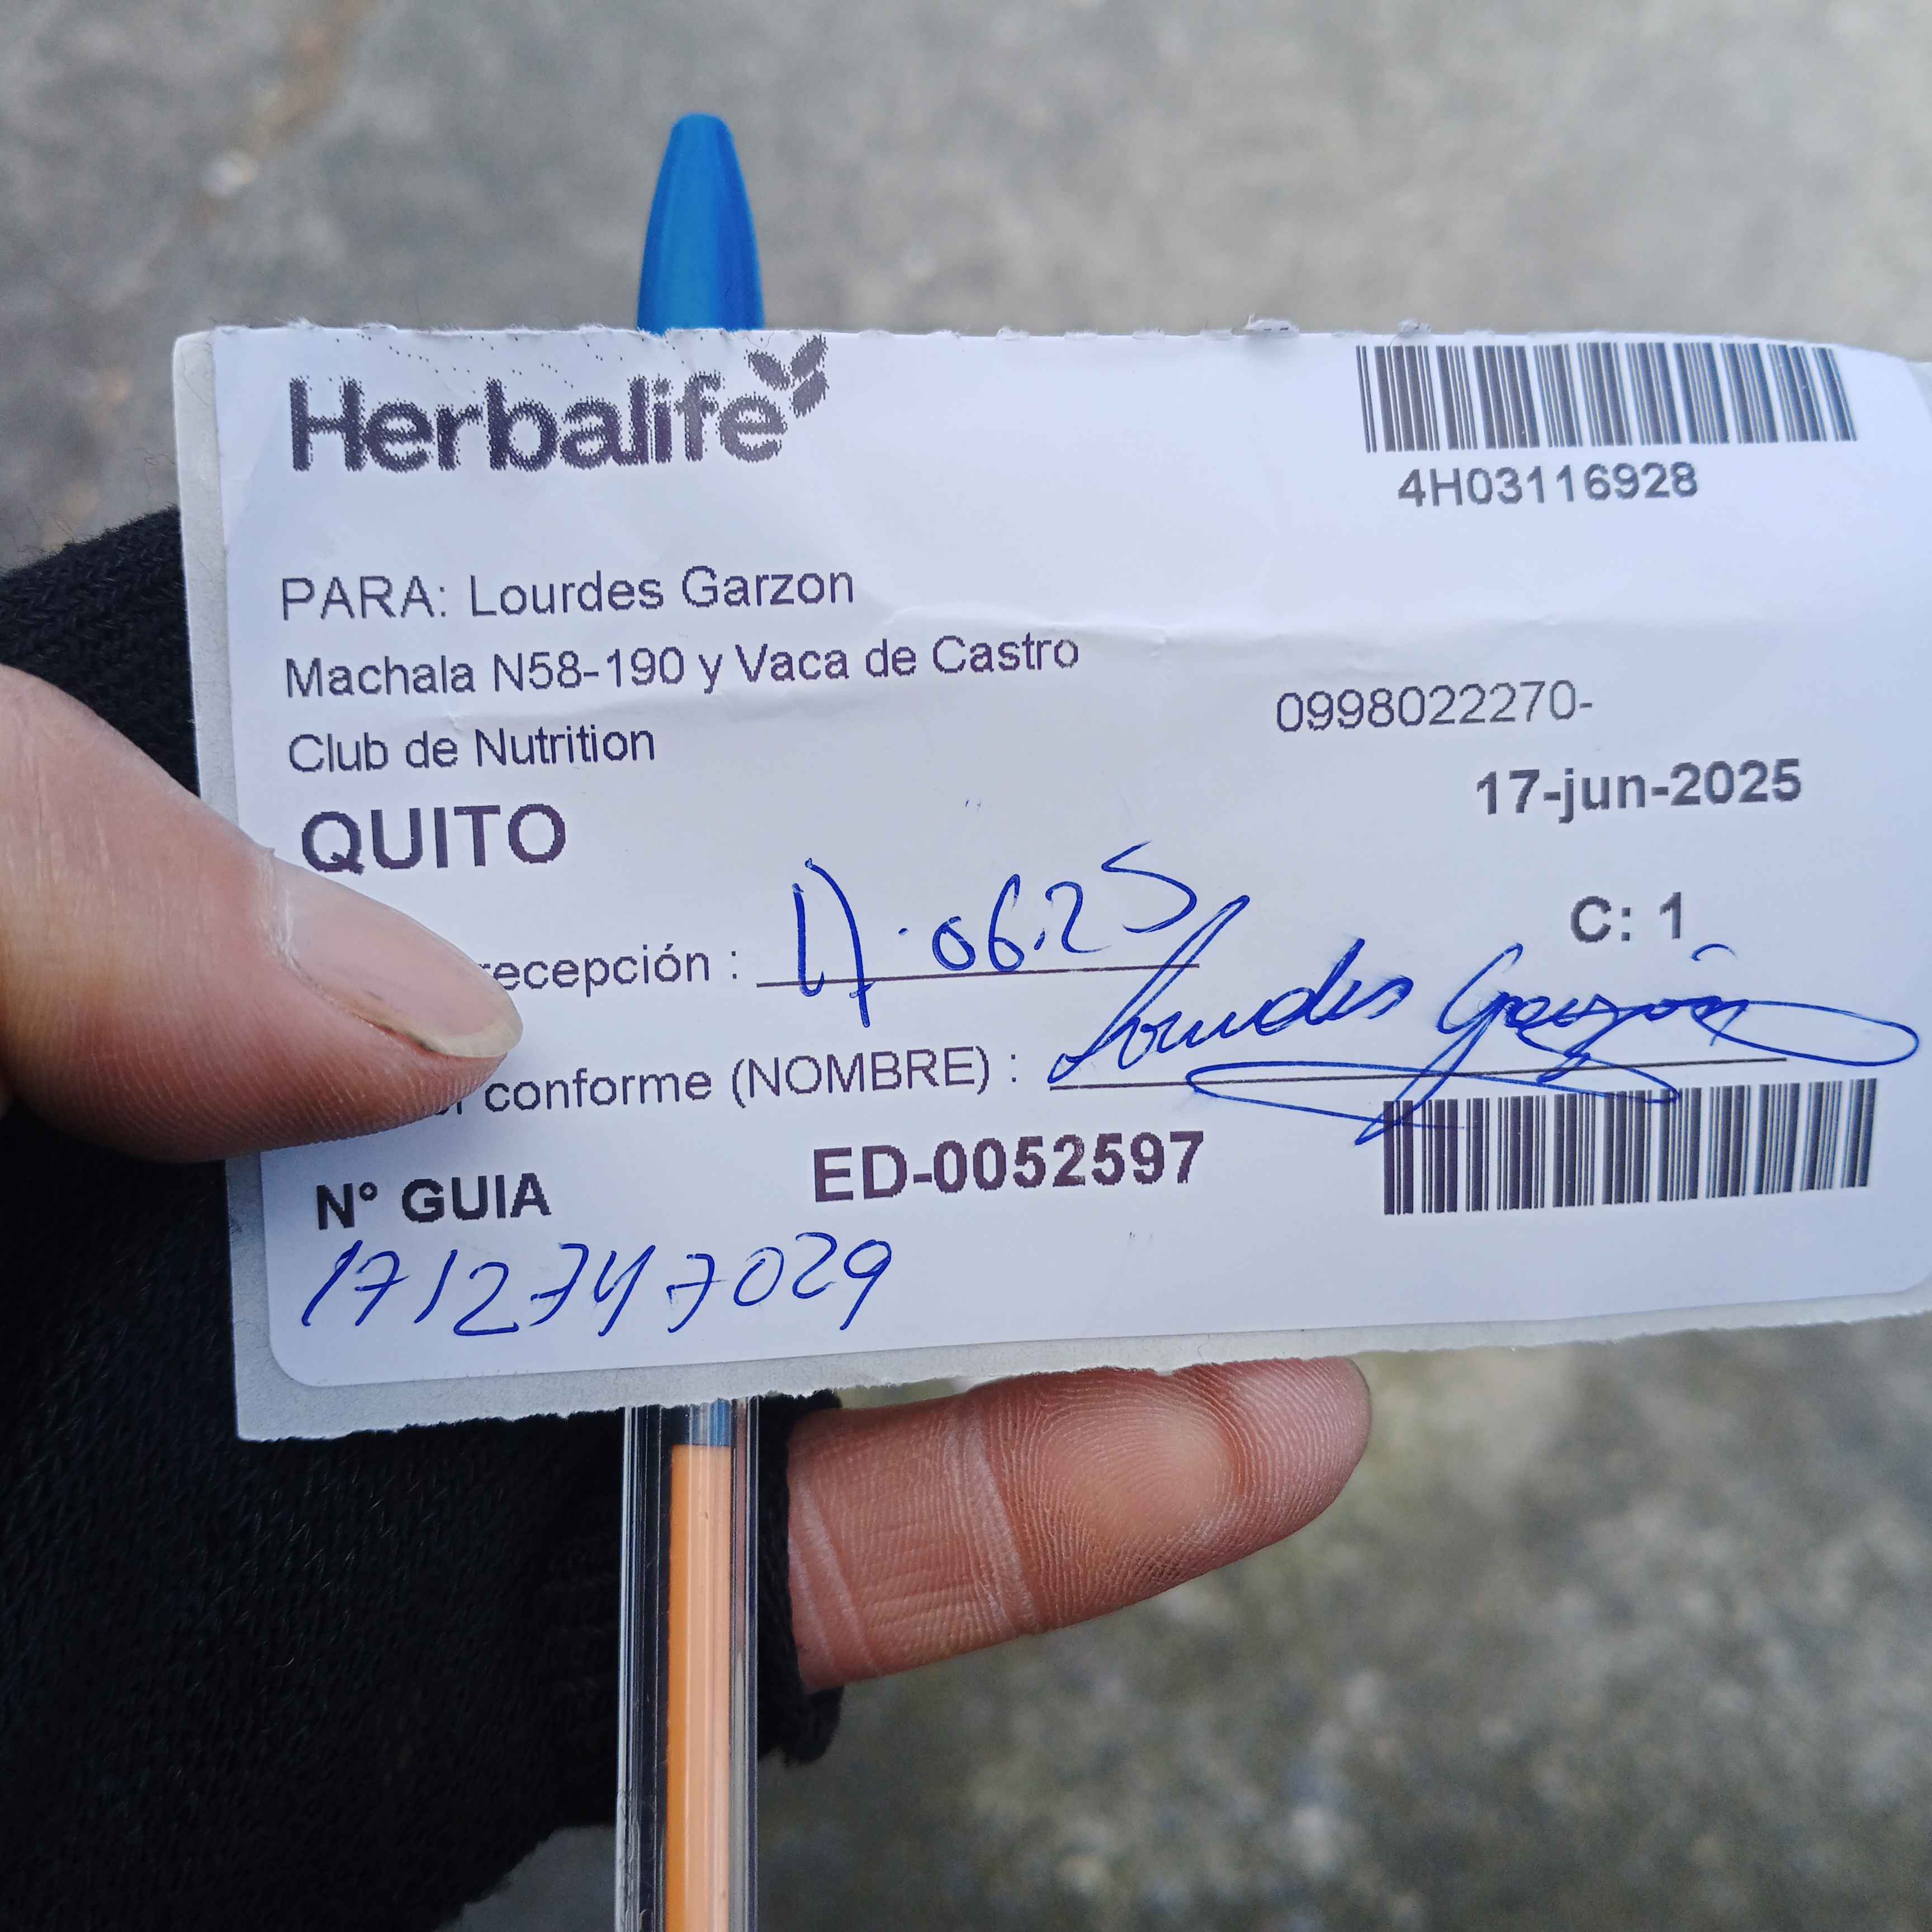 Herbalife
4H03116928
PARA: Lourdes Garzon
Machala N58-190 y Vaca de Castro
0998022270-
Club de Nutrition
17-jun-2025
QUITO
C: 1
recepción : 17.06.25
conforme (NOMBRE) : Lourdes Garzón
N° GUIA ED-0052597
1712747029